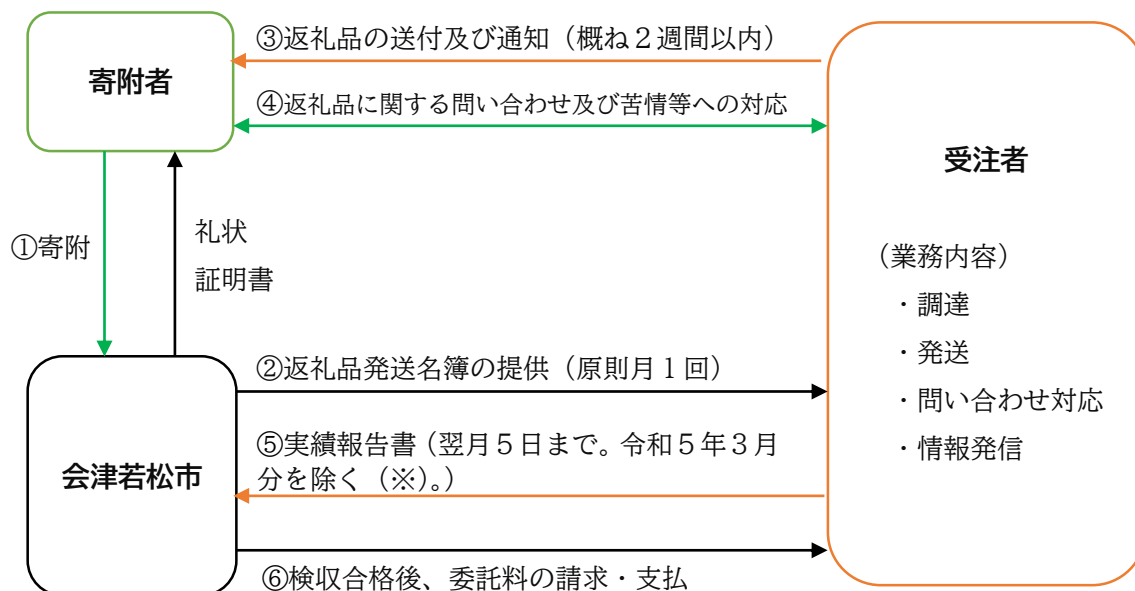 ③返礼品の送付及び通知（概ね２週間以内）
寄附者
④返礼品に関する問い合わせ及び苦情等への対応
受注者
①寄附
礼状
証明書
（業務内容）
・調達
・発送
・問い合わせ対応
・情報発信
②返礼品発送名簿の提供（原則月１回）
会津若松市
⑤実績報告書（翌月５日まで。令和５年３月
分を除く（※）。）
⑥検収合格後、委託料の請求・支払